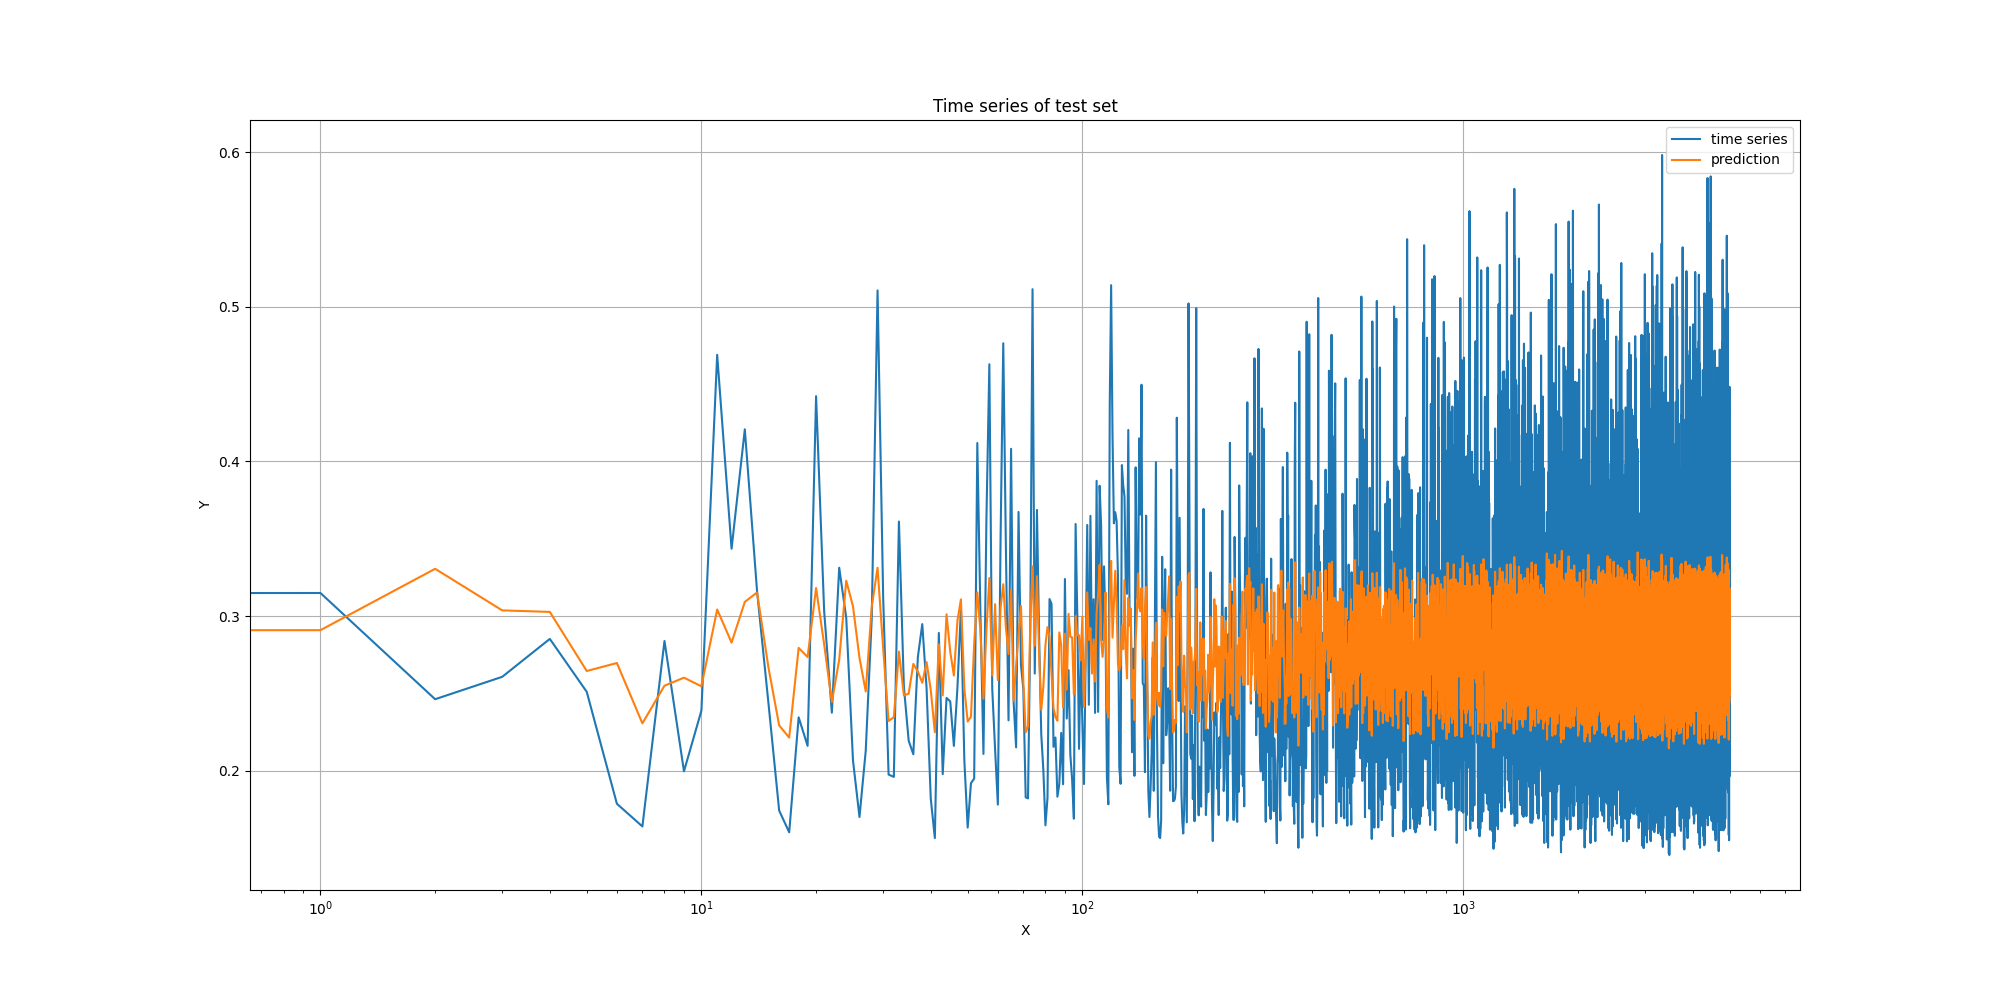 Time series of test set
time series
prediction
0.6
0.5
0.4
0.3
0.2
Y
10⁰ 10¹ 10² 10³
X